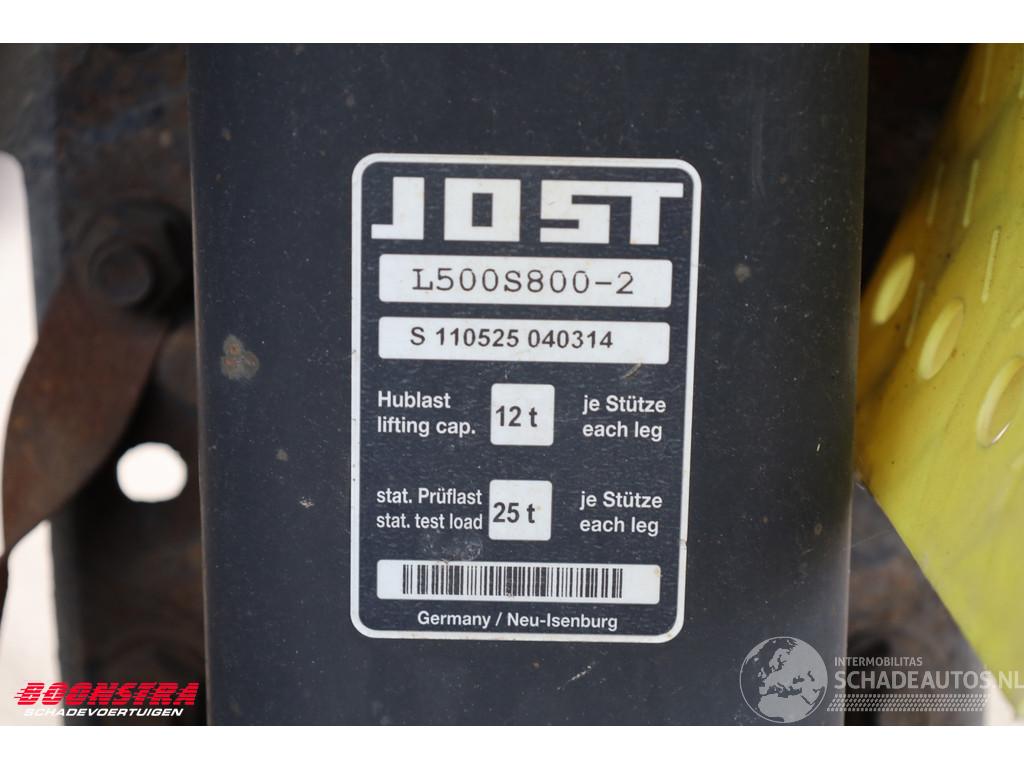 JOST
L500S800-2
S 110525 040314
Hublast
lifting cap.
12 t
je Stütze
each leg
stat. Prüflast
stat. test load
25 t
je Stütze
each leg
Germany / Neu-Isenburg
BOONSTRA
SCHADEVOERTUIGEN
INTERMOBILITAS
SCHADEAUTOS.NL